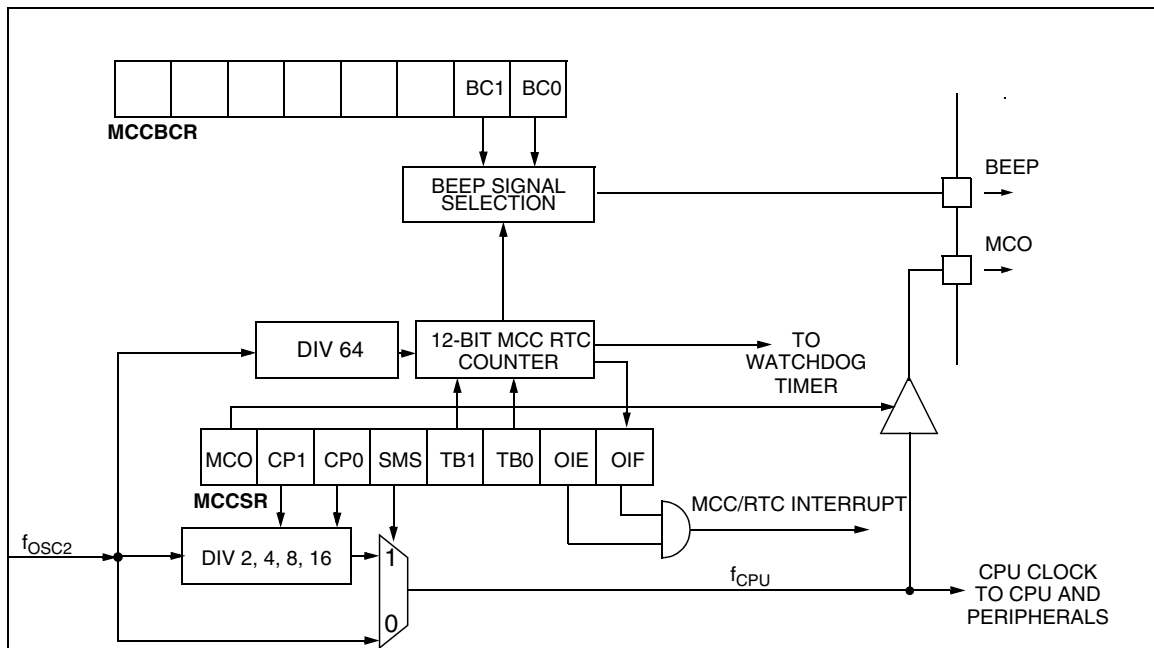 BC1 BC0
MCCBCR
BEEP SIGNAL
SELECTION
BEEP
MCO
DIV 64
12-BIT MCC RTC
COUNTER
TO
WATCHDOG
TIMER
MCO CP1 CP0 SMS TB1 TB0 OIE OIF
MCCSR
MCC/RTC INTERRUPT
fOSC2
DIV 2, 4, 8, 16
1
0
fCPU
CPU CLOCK
TO CPU AND
PERIPHERALS